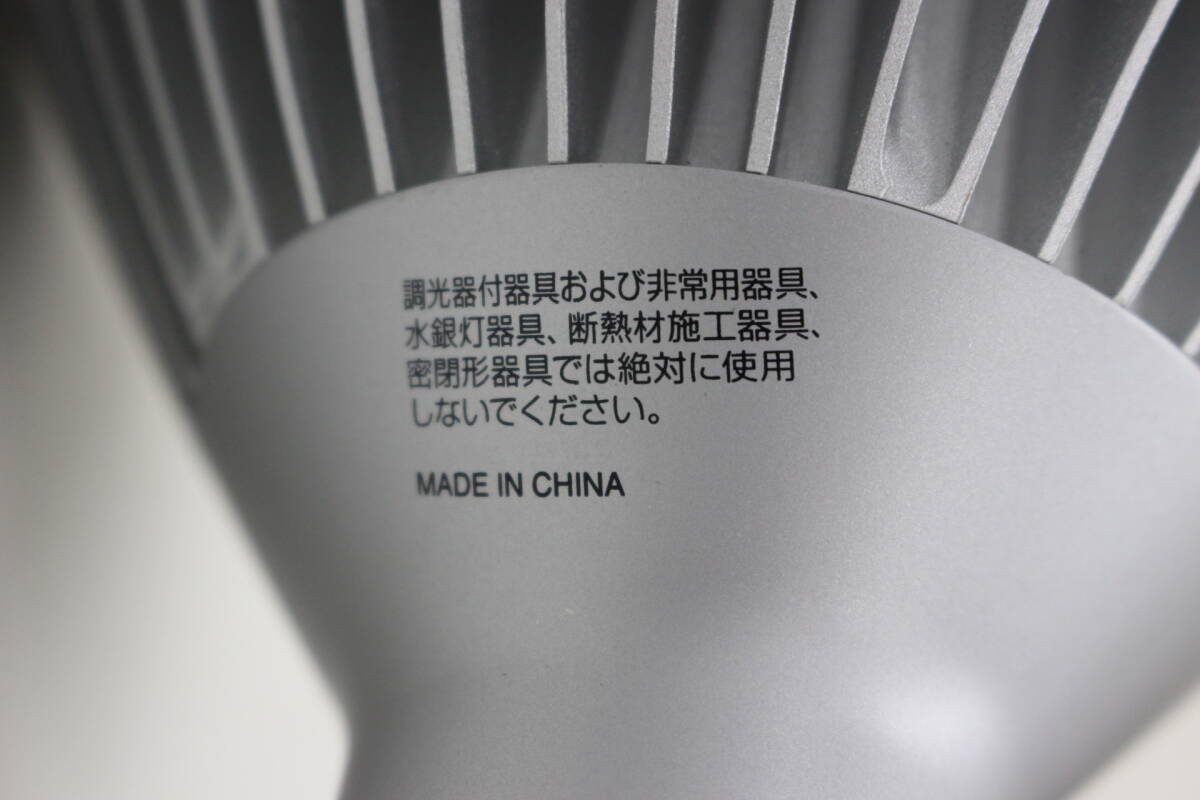 調光器付器具および非常用器具、
水銀灯器具、断熱材施工器具、
密閉形器具では絶対に使用
しないでください。
MADE IN CHINA